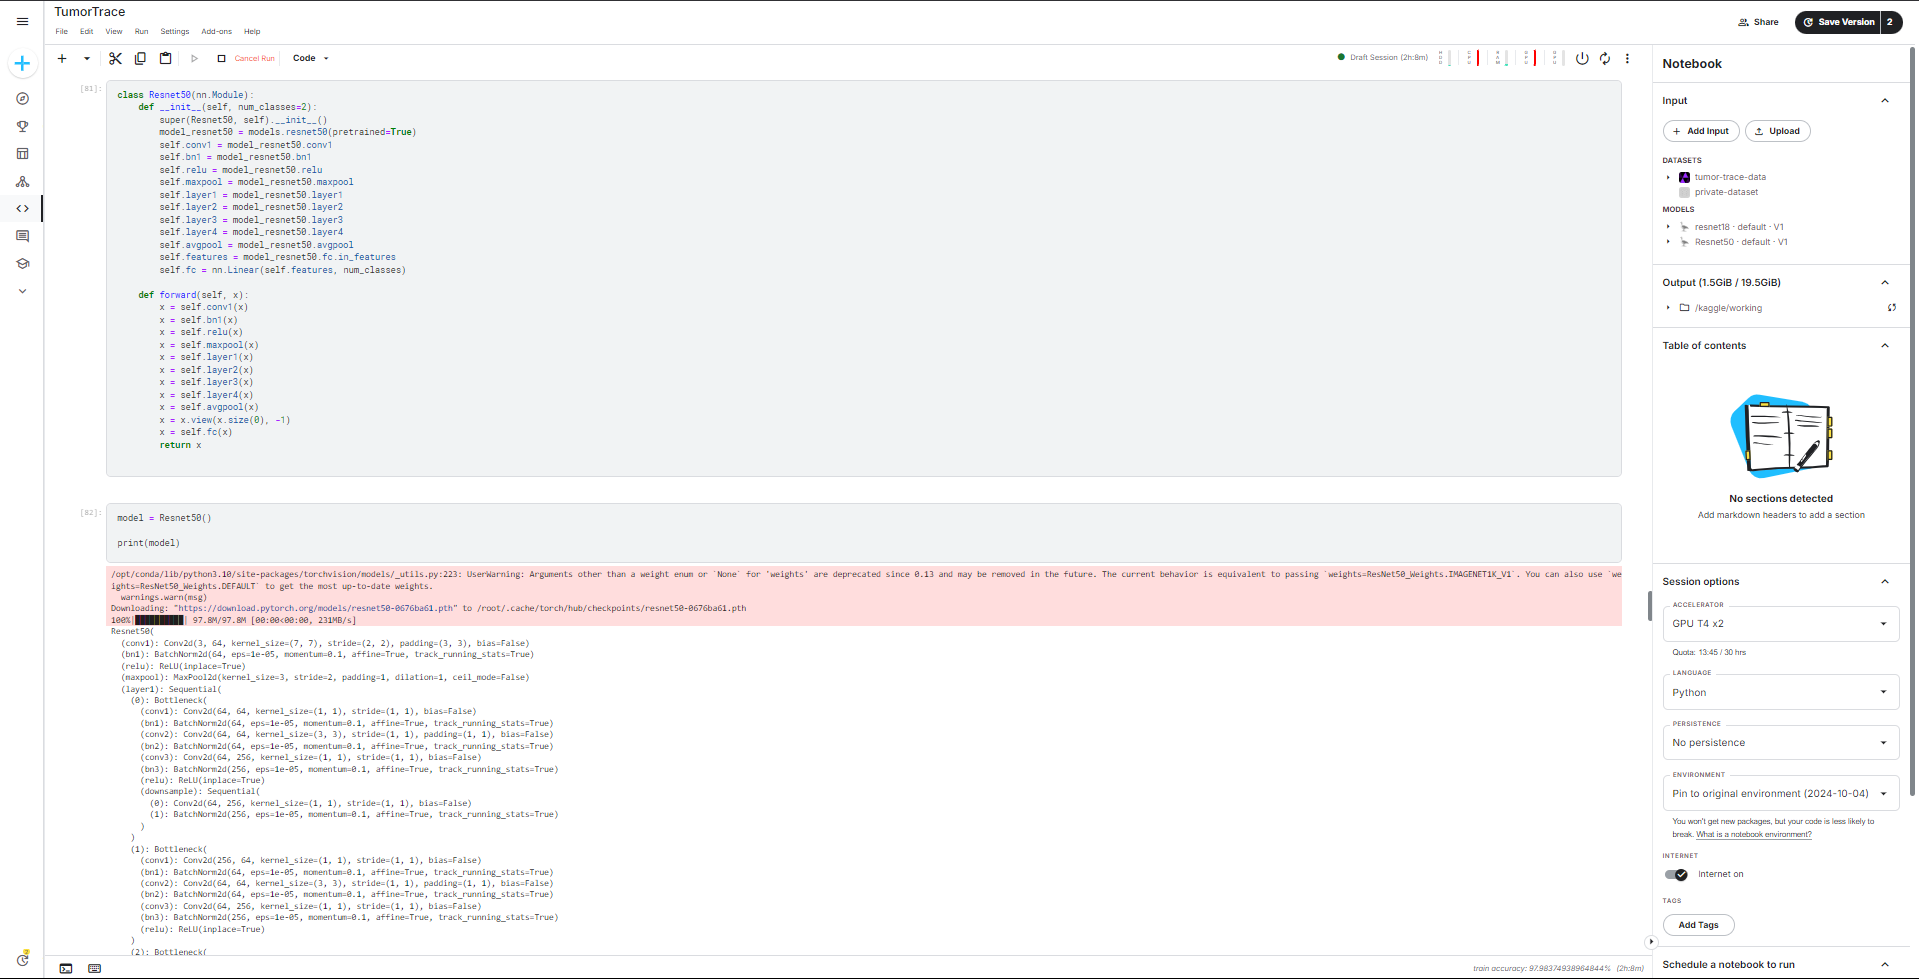 TumorTrace
File Edit View Run Settings Add-ons Help
Share
Save Version 2
Cancel Run
Code
Draft Session (2h:8m)
[81]:
class Resnet50(nn.Module):
    def __init__(self, num_classes=2):
        super(Resnet50, self).__init__()
        model_resnet50 = models.resnet50(pretrained=True)
        self.conv1 = model_resnet50.conv1
        self.bn1 = model_resnet50.bn1
        self.relu = model_resnet50.relu
        self.maxpool = model_resnet50.maxpool
        self.layer1 = model_resnet50.layer1
        self.layer2 = model_resnet50.layer2
        self.layer3 = model_resnet50.layer3
        self.layer4 = model_resnet50.layer4
        self.avgpool = model_resnet50.avgpool
        self.features = model_resnet50.fc.in_features
        self.fc = nn.Linear(self.features, num_classes)
    def forward(self, x):
        x = self.conv1(x)
        x = self.bn1(x)
        x = self.relu(x)
        x = self.maxpool(x)
        x = self.layer1(x)
        x = self.layer2(x)
        x = self.layer3(x)
        x = self.layer4(x)
        x = self.avgpool(x)
        x = x.view(x.size(0), -1)
        x = self.fc(x)
        return x
[82]:
model = Resnet50()
print(model)
/opt/conda/lib/python3.10/site-packages/torchvision/models/_utils.py:223: UserWarning: Arguments other than a weight enum or `None` for 'weights' are deprecated since 0.13 and may be removed in the future. The current behavior is equivalent to passing `weights=ResNet50_Weights.IMAGENET1K_V1`. You can also use `we
ights=ResNet50_Weights.DEFAULT` to get the most up-to-date weights.
  warnings.warn(msg)
Downloading: "https://download.pytorch.org/models/resnet50-0676ba61.pth" to /root/.cache/torch/hub/checkpoints/resnet50-0676ba61.pth
100%|██████████| 97.8M/97.8M [00:00<00:00, 231MB/s]
Resnet50(
  (conv1): Conv2d(3, 64, kernel_size=(7, 7), stride=(2, 2), padding=(3, 3), bias=False)
  (bn1): BatchNorm2d(64, eps=1e-05, momentum=0.1, affine=True, track_running_stats=True)
  (relu): ReLU(inplace=True)
  (maxpool): MaxPool2d(kernel_size=3, stride=2, padding=1, dilation=1, ceil_mode=False)
  (layer1): Sequential(
    (0): Bottleneck(
      (conv1): Conv2d(64, 64, kernel_size=(1, 1), stride=(1, 1), bias=False)
      (bn1): BatchNorm2d(64, eps=1e-05, momentum=0.1, affine=True, track_running_stats=True)
      (conv2): Conv2d(64, 64, kernel_size=(3, 3), stride=(1, 1), padding=(1, 1), bias=False)
      (bn2): BatchNorm2d(64, eps=1e-05, momentum=0.1, affine=True, track_running_stats=True)
      (conv3): Conv2d(64, 256, kernel_size=(1, 1), stride=(1, 1), bias=False)
      (bn3): BatchNorm2d(256, eps=1e-05, momentum=0.1, affine=True, track_running_stats=True)
      (relu): ReLU(inplace=True)
      (downsample): Sequential(
        (0): Conv2d(64, 256, kernel_size=(1, 1), stride=(1, 1), bias=False)
        (1): BatchNorm2d(256, eps=1e-05, momentum=0.1, affine=True, track_running_stats=True)
      )
    )
    (1): Bottleneck(
      (conv1): Conv2d(256, 64, kernel_size=(1, 1), stride=(1, 1), bias=False)
      (bn1): BatchNorm2d(64, eps=1e-05, momentum=0.1, affine=True, track_running_stats=True)
      (conv2): Conv2d(64, 64, kernel_size=(3, 3), stride=(1, 1), padding=(1, 1), bias=False)
      (bn2): BatchNorm2d(64, eps=1e-05, momentum=0.1, affine=True, track_running_stats=True)
      (conv3): Conv2d(64, 256, kernel_size=(1, 1), stride=(1, 1), bias=False)
      (bn3): BatchNorm2d(256, eps=1e-05, momentum=0.1, affine=True, track_running_stats=True)
      (relu): ReLU(inplace=True)
    )
    (2): Bottleneck(
train accuracy: 97.98374938964844% (2h:8m)
Notebook
Input
Add Input
Upload
DATASETS
tumor-trace-data
private-dataset
MODELS
resnet18 · default · V1
Resnet50 · default · V1
Output (1.5GiB / 19.5GiB)
/kaggle/working
Table of contents
No sections detected
Add markdown headers to add a section
Session options
ACCELERATOR
GPU T4 x2
Quota: 13:45 / 30 hrs
LANGUAGE
Python
PERSISTENCE
No persistence
ENVIRONMENT
Pin to original environment (2024-10-04)
You won't get new packages, but your code is less likely to
break. What is a notebook environment?
INTERNET
Internet on
TAGS
Add Tags
Schedule a notebook to run